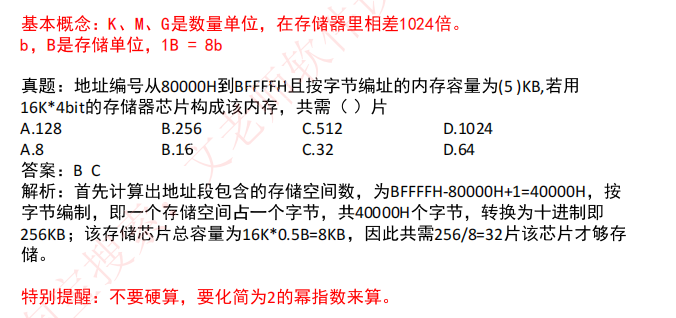 基本概念：K、M、G是数量单位，在存储器里相差1024倍。
b，B是存储单位，1B = 8b
真题：地址编号从80000H到BFFFFH且按字节编址的内存容量为(5 )KB,若用
16K*4bit的存储器芯片构成该内存，共需（ ）片
A.128 B.256 C.512 D.1024
A.8 B.16 C.32 D.64
答案：B C
解析：首先计算出地址段包含的存储空间数，为BFFFFH-80000H+1=40000H，按
字节编制，即一个存储空间占一个字节，共40000H个字节，转换为十进制即
256KB；该存储芯片总容量为16K*0.5B=8KB，因此共需256/8=32片该芯片才够存
储。
特别提醒：不要硬算，要化简为2的幂指数来算。